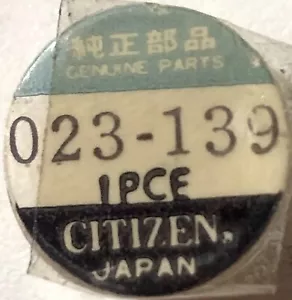 純正部品
GENUINE PARTS
023-139
1PCE
CITIZEN.
JAPAN